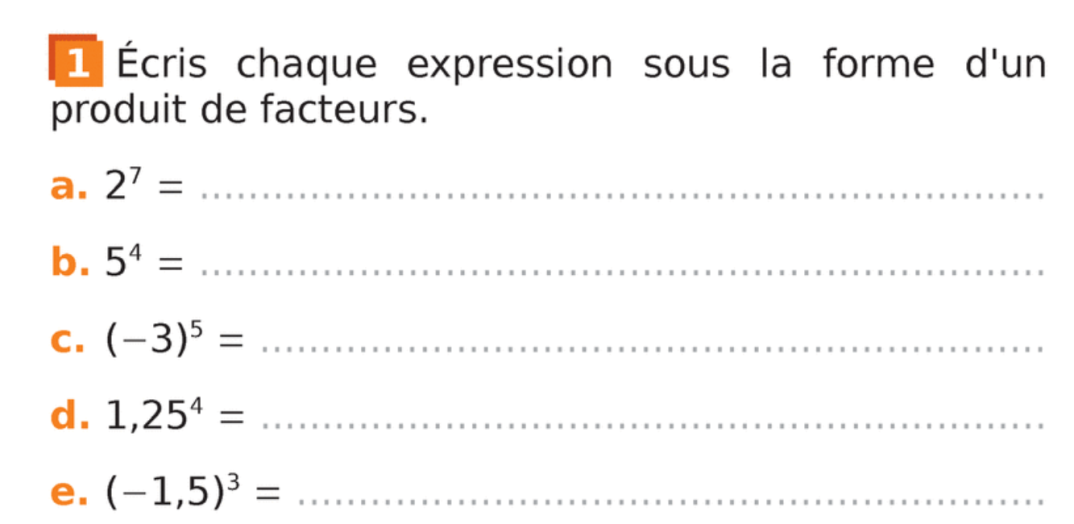 1 Écris chaque expression sous la forme d'un
produit de facteurs.
a. 2⁷ = ......................................................................
b. 5⁴ = ......................................................................
c. (−3)⁵ = .................................................................
d. 1,25⁴ = .................................................................
e. (−1,5)³ = ..............................................................